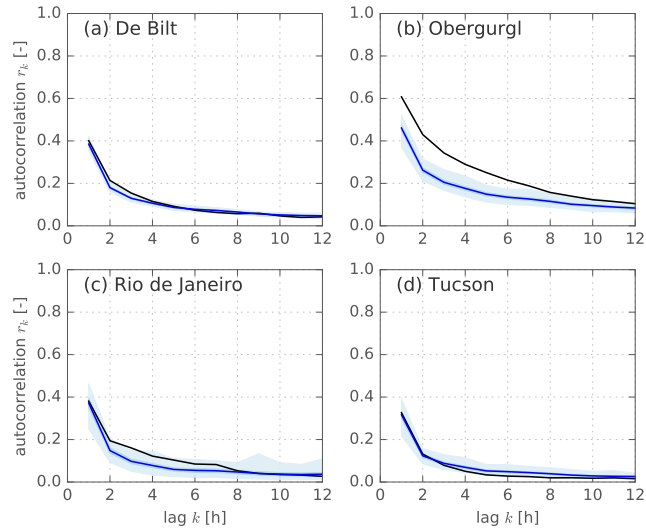 (a) De Bilt
(b) Obergurgl
1.0
0.8
0.6
0.4
0.2
0.0
autocorrelation rₖ [-]
0 2 4 6 8 10 12
1.0
0.8
0.6
0.4
0.2
0.0
0 2 4 6 8 10 12
(c) Rio de Janeiro
(d) Tucson
1.0
0.8
0.6
0.4
0.2
0.0
autocorrelation rₖ [-]
0 2 4 6 8 10 12
lag k [h]
1.0
0.8
0.6
0.4
0.2
0.0
0 2 4 6 8 10 12
lag k [h]